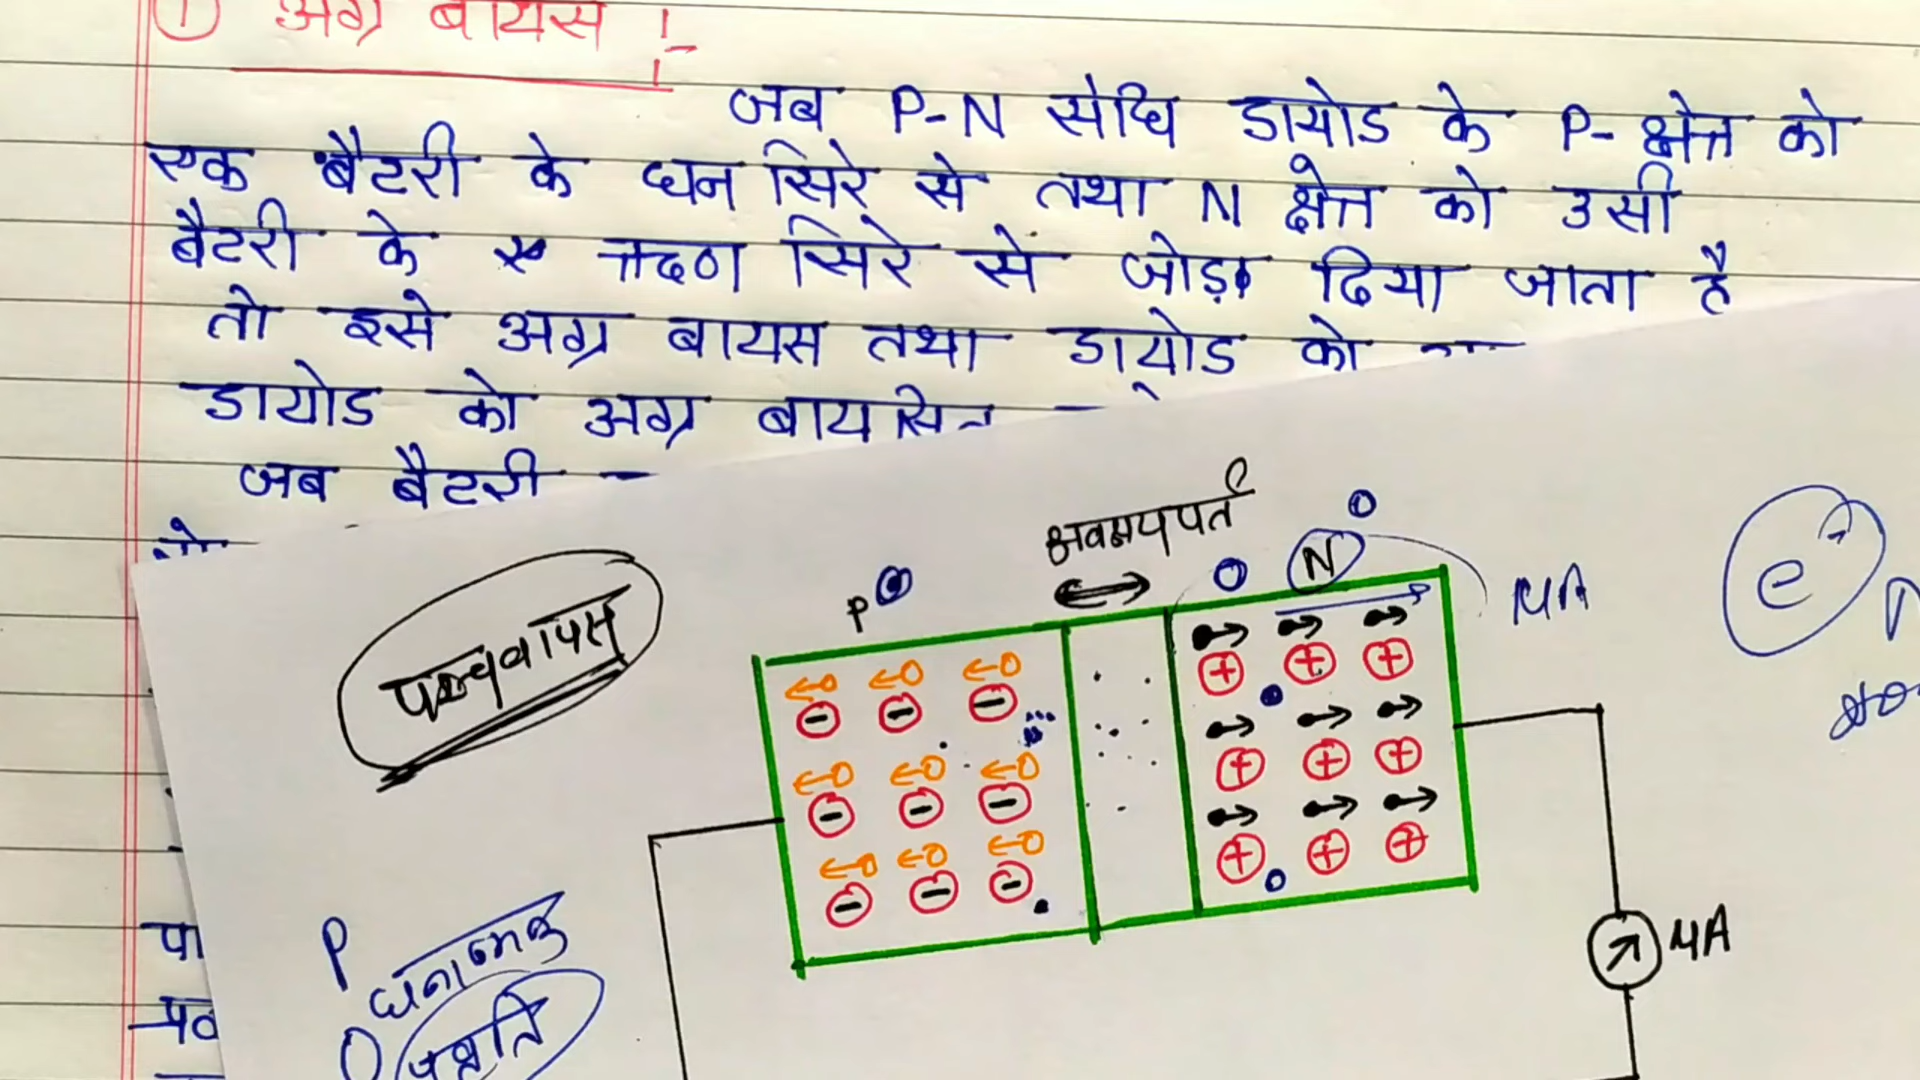 ① अग्र बायस :-
जब P-N संधि डायोड के P-क्षेत्र को
एक बैटरी के धन सिरे से तथा N क्षेत्र को उसी
बैटरी के ऋण सिरे से जोड़ा दिया जाता है
तो इसे अग्र बायस तथा डायोड को
डायोड को अग्र बायसित
जब बैटरी
अवक्षयपर्त
P
N
μA
e
पश्चबायस
μA
P
धनात्मक